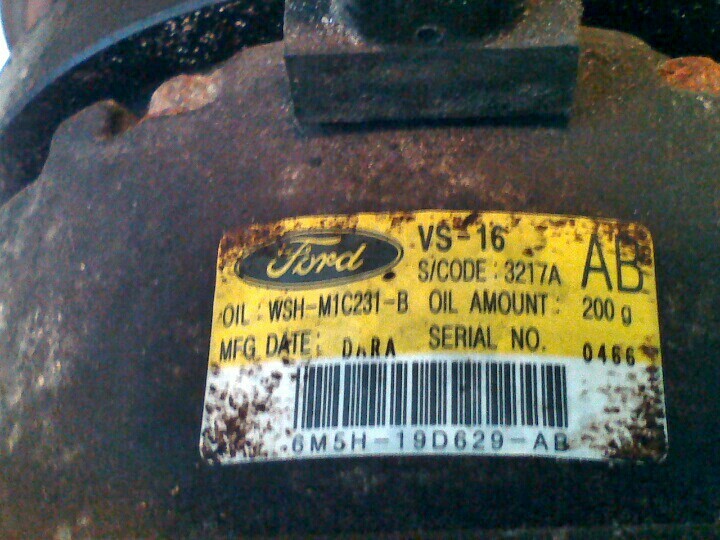 Ford VS-16 AB
S/CODE : 3217A
OIL : WSH-M1C231-B OIL AMOUNT : 200 g
MFG DATE : DARA SERIAL NO. 0466
6M5H-19D629-AB